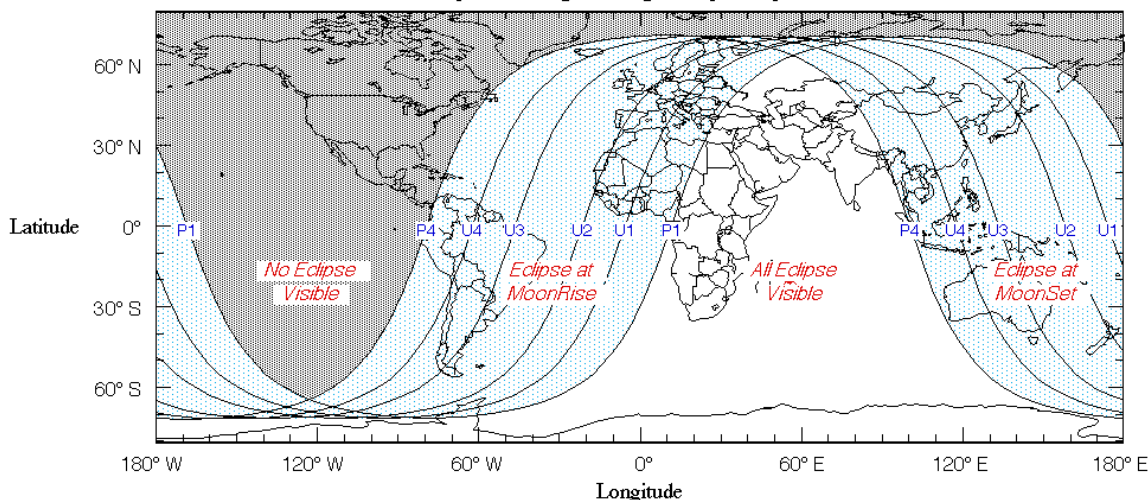 60° N
30° N
Latitude
0°
P1
P4
U4
U3
U2
U1
P1
P4
U4
U3
U2
U1
No Eclipse
Visible
Eclipse at
MoonRise
All Eclipse
Visible
Eclipse at
MoonSet
30° S
60° S
180° W
120° W
60° W
0°
60° E
120° E
180° E
Longitude